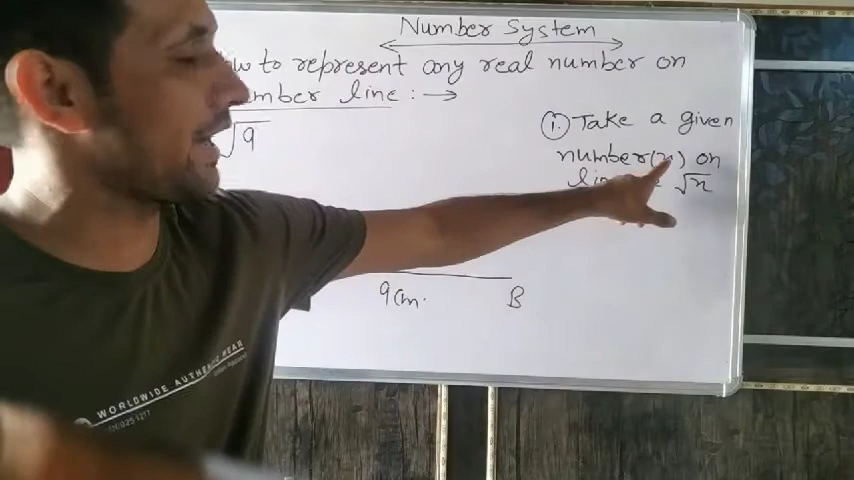 Number System
to represent any real number on
number line : →
√9
① Take a given
number(x) on
√x
9cm.
B
WORLDWIDE AUTHENTIC WEAR